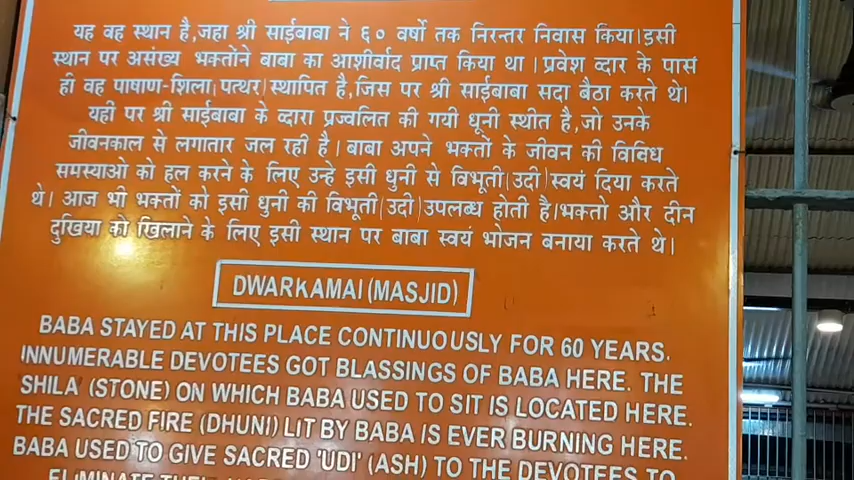 यह वह स्थान है,जहा श्री साईबाबा ने ६० वर्षो तक निरन्तर निवास किया।इसी
स्थान पर असंख्य भक्तोंने बाबा का आशीर्वाद प्राप्त किया था।प्रवेश व्दार के पास
ही वह पाषाण-शिला(पत्थर)स्थापित है,जिस पर श्री साईबाबा सदा बैठा करते थे।
यही पर श्री साईबाबा के व्दारा प्रज्वलित की गयी धूनी स्थीत है,जो उनके
जीवनकाल से लगातार जल रही है।बाबा अपने भक्तों के जीवन की विबिध
समस्याओ को हल करने के लिए उन्हे इसी धुनी से विभूती(उदी)स्वयं दिया करते
थे।आज भी भक्तों को इसी धुनी की विभूती(उदी)उपलब्ध होती है।भक्तो और दीन
दुखिया को खिलाने के लिए इसी स्थान पर बाबा स्वयं भोजन बनाया करते थे।
DWARKAMAI(MASJID)
BABA STAYED AT THIS PLACE CONTINUOUSLY FOR 60 YEARS.
INNUMERABLE DEVOTEES GOT BLASSINGS OF BABA HERE. THE
SHILA (STONE) ON WHICH BABA USED TO SIT IS LOCATED HERE.
THE SACRED FIRE (DHUNI) LIT BY BABA IS EVER BURNING HERE.
BABA USED TO GIVE SACRED 'UDI' (ASH) TO THE DEVOTEES TO
ELIMINATE